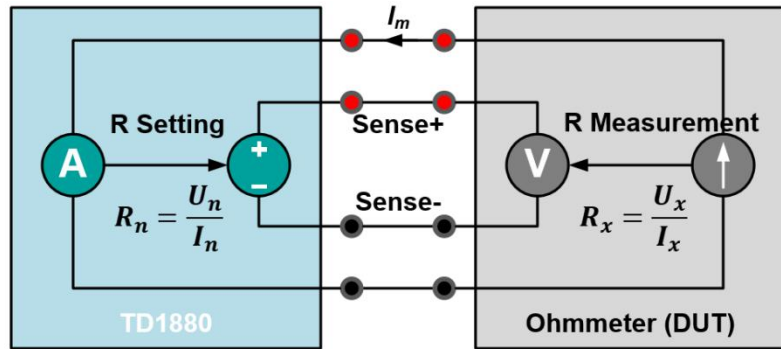 I_m
R Setting
Sense+
R Measurement
A
+
−
V
R_n = U_n / I_n
Sense-
R_x = U_x / I_x
TD1880
Ohmmeter (DUT)